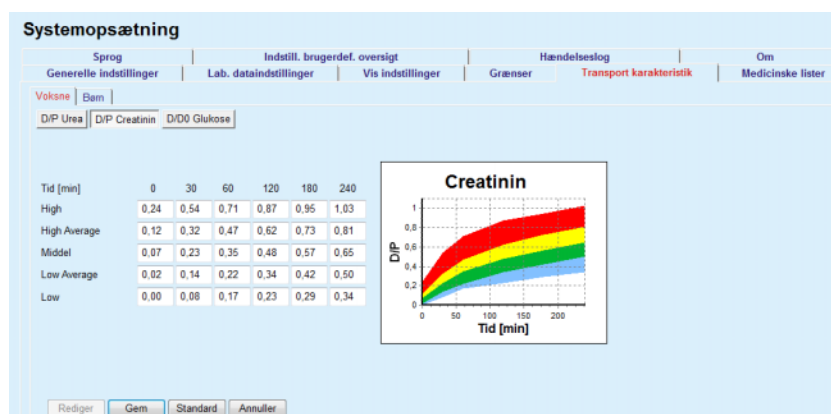 Systemopsætning
Sprog Indstill. brugerdef. oversigt Hændelseslog Om
Generelle indstillinger Lab. dataindstillinger Vis indstillinger Grænser Transport karakteristik Medicinske lister
Voksne Børn
D/P Urea D/P Creatinin D/D0 Glukose
Tid [min] 0 30 60 120 180 240
High 0,24 0,54 0,71 0,87 0,95 1,03
High Average 0,12 0,32 0,47 0,62 0,73 0,81
Middel 0,07 0,23 0,35 0,48 0,57 0,65
Low Average 0,02 0,14 0,22 0,34 0,42 0,50
Low 0,00 0,08 0,17 0,23 0,29 0,34
Creatinin
D/P
1
0,8
0,6
0,4
0,2
0
0 50 100 150 200
Tid [min]
Rediger Gem Standard Annuller